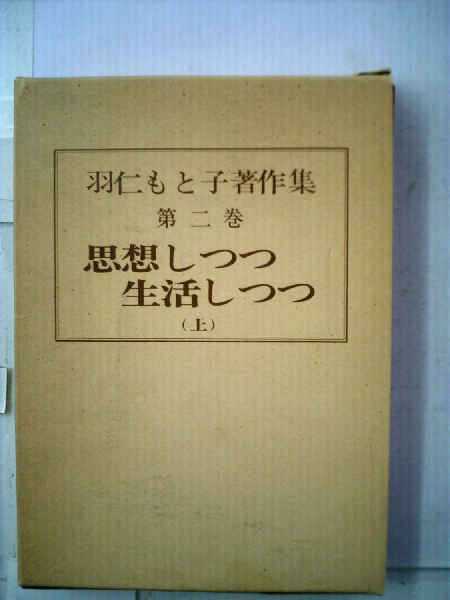 羽仁もと子著作集
第二巻
思想しつつ
生活しつつ
(上)